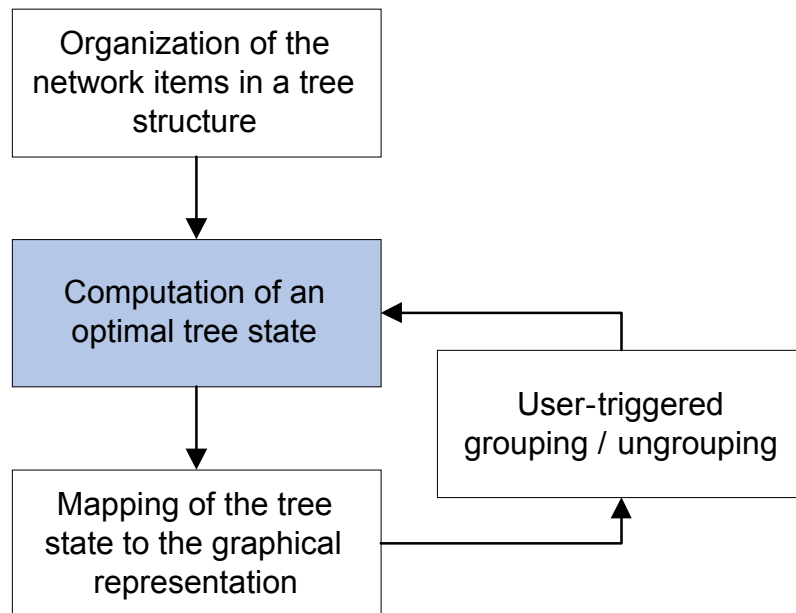 Organization of the
network items in a tree
structure
Computation of an
optimal tree state
User-triggered
grouping / ungrouping
Mapping of the tree
state to the graphical
representation